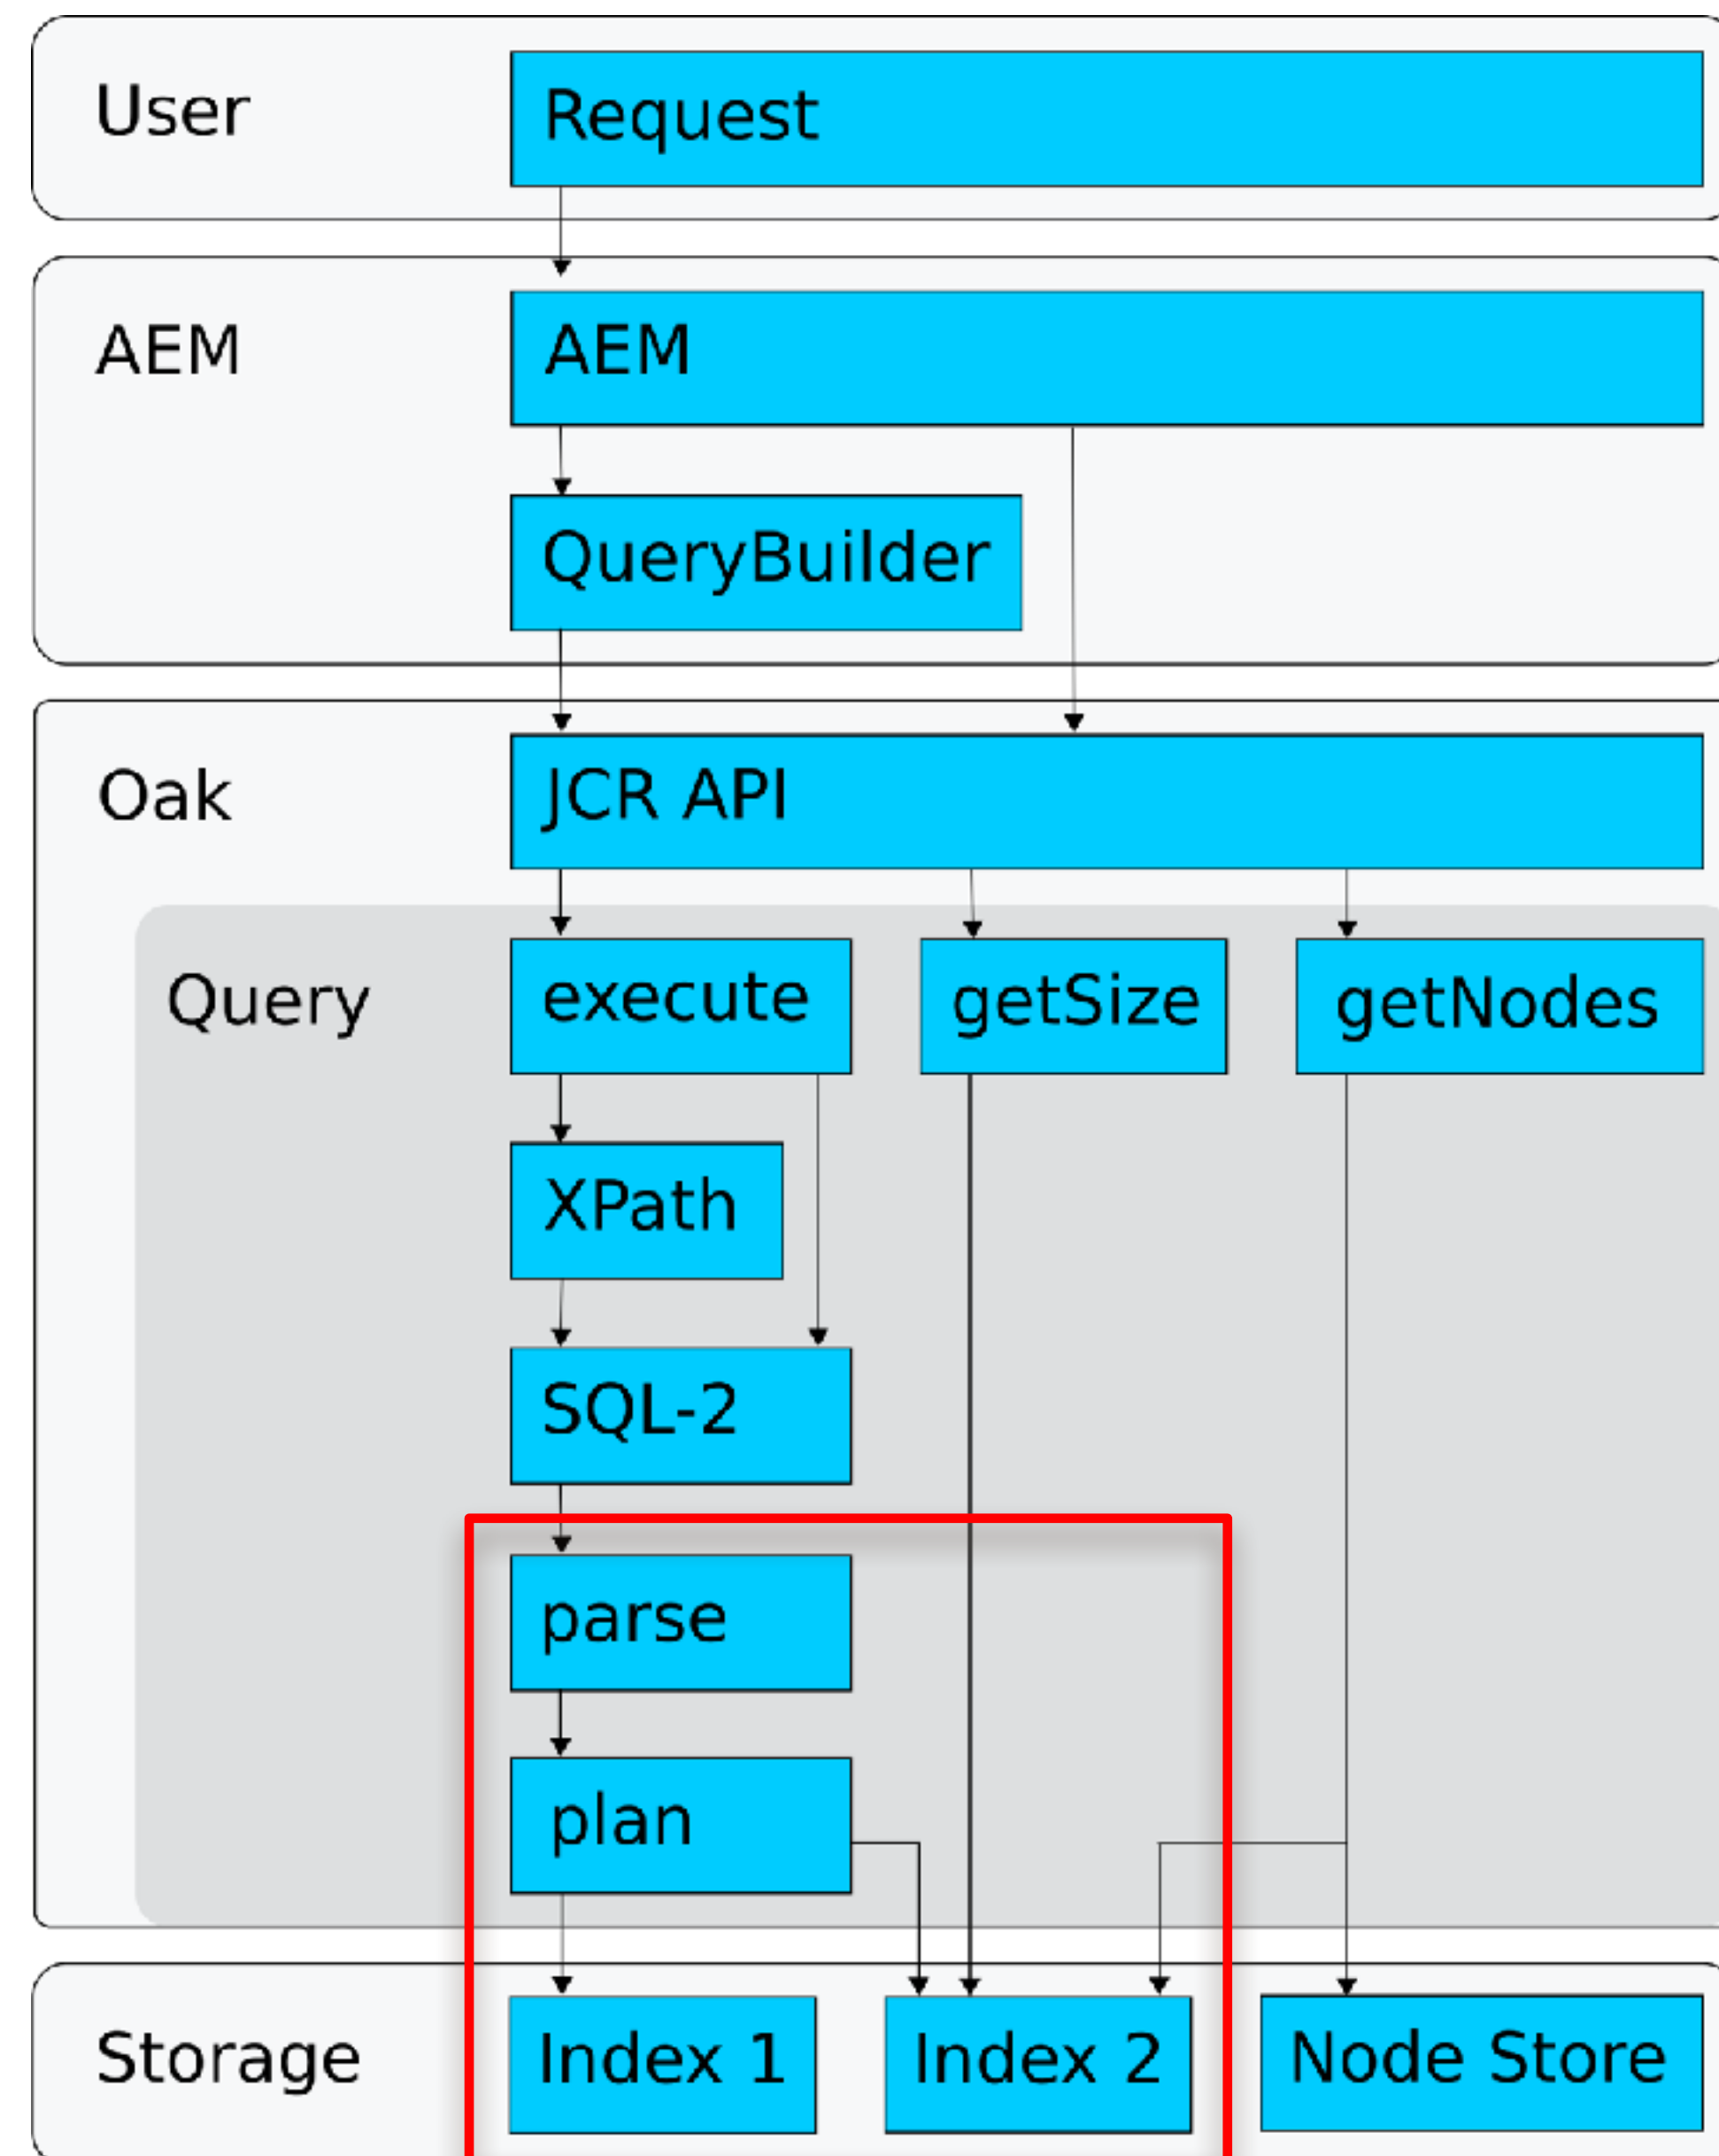 User
Request
AEM
AEM
QueryBuilder
Oak
JCR API
Query
execute
getSize
getNodes
XPath
SQL-2
parse
plan
Storage
Index 1
Index 2
Node Store